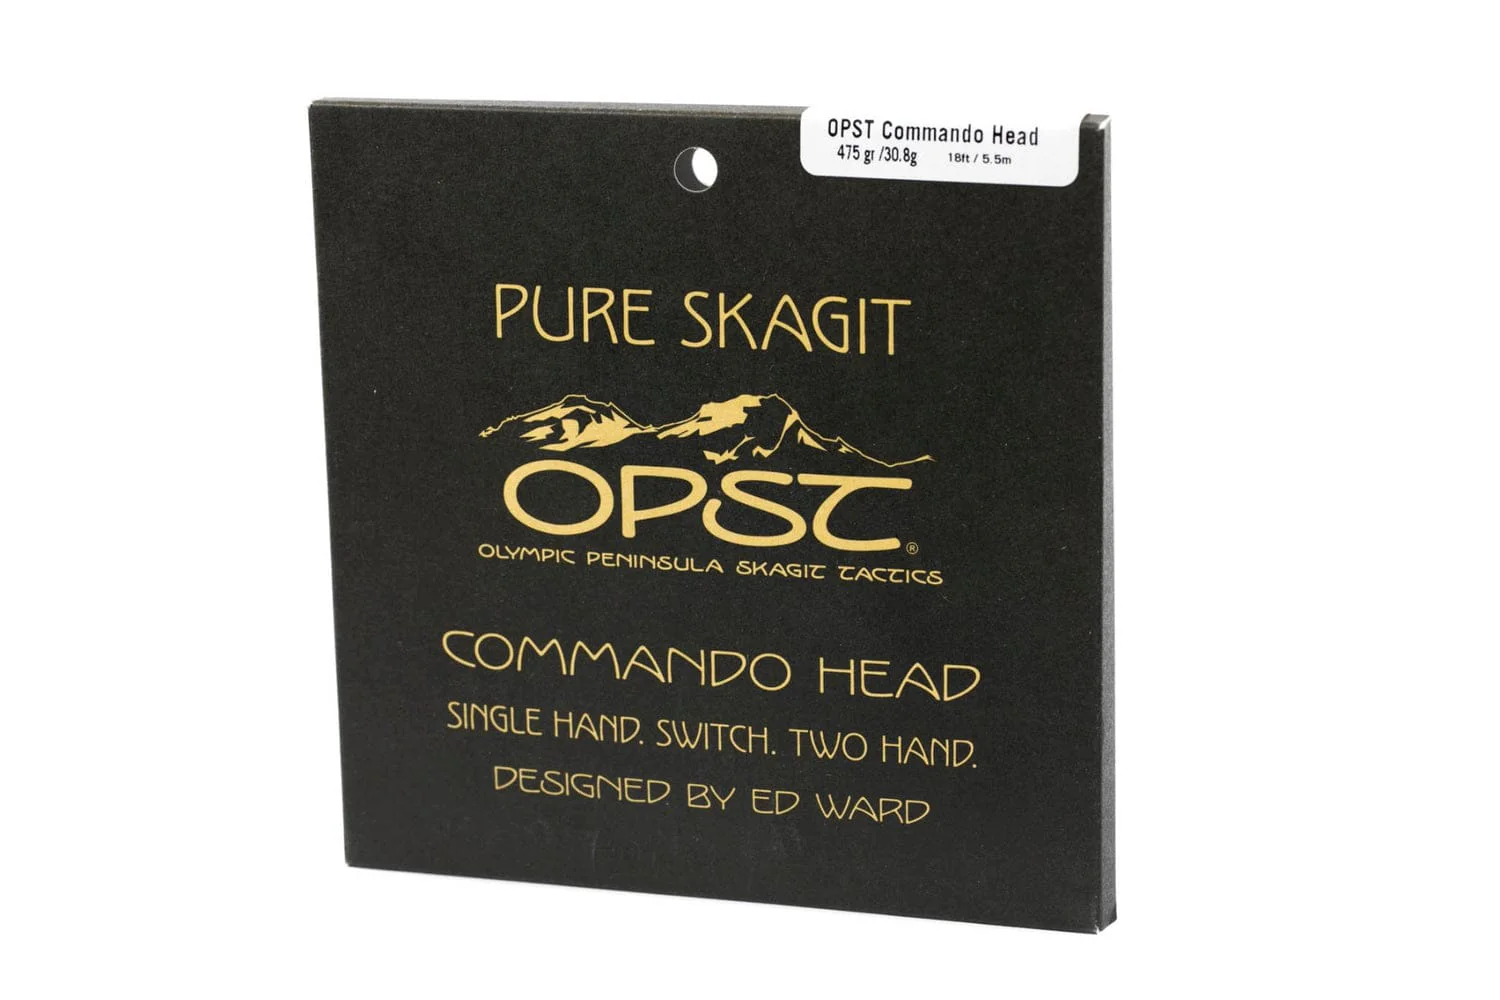 OPST Commando Head
475 gr /30.8g 18ft / 5.5m
PURE SKAGIT
OPST®
OLYMPIC PENINSULA SKAGIT TACTICS
COMMANDO HEAD
SINGLE HAND. SWITCH. TWO HAND.
DESIGNED BY ED WARD